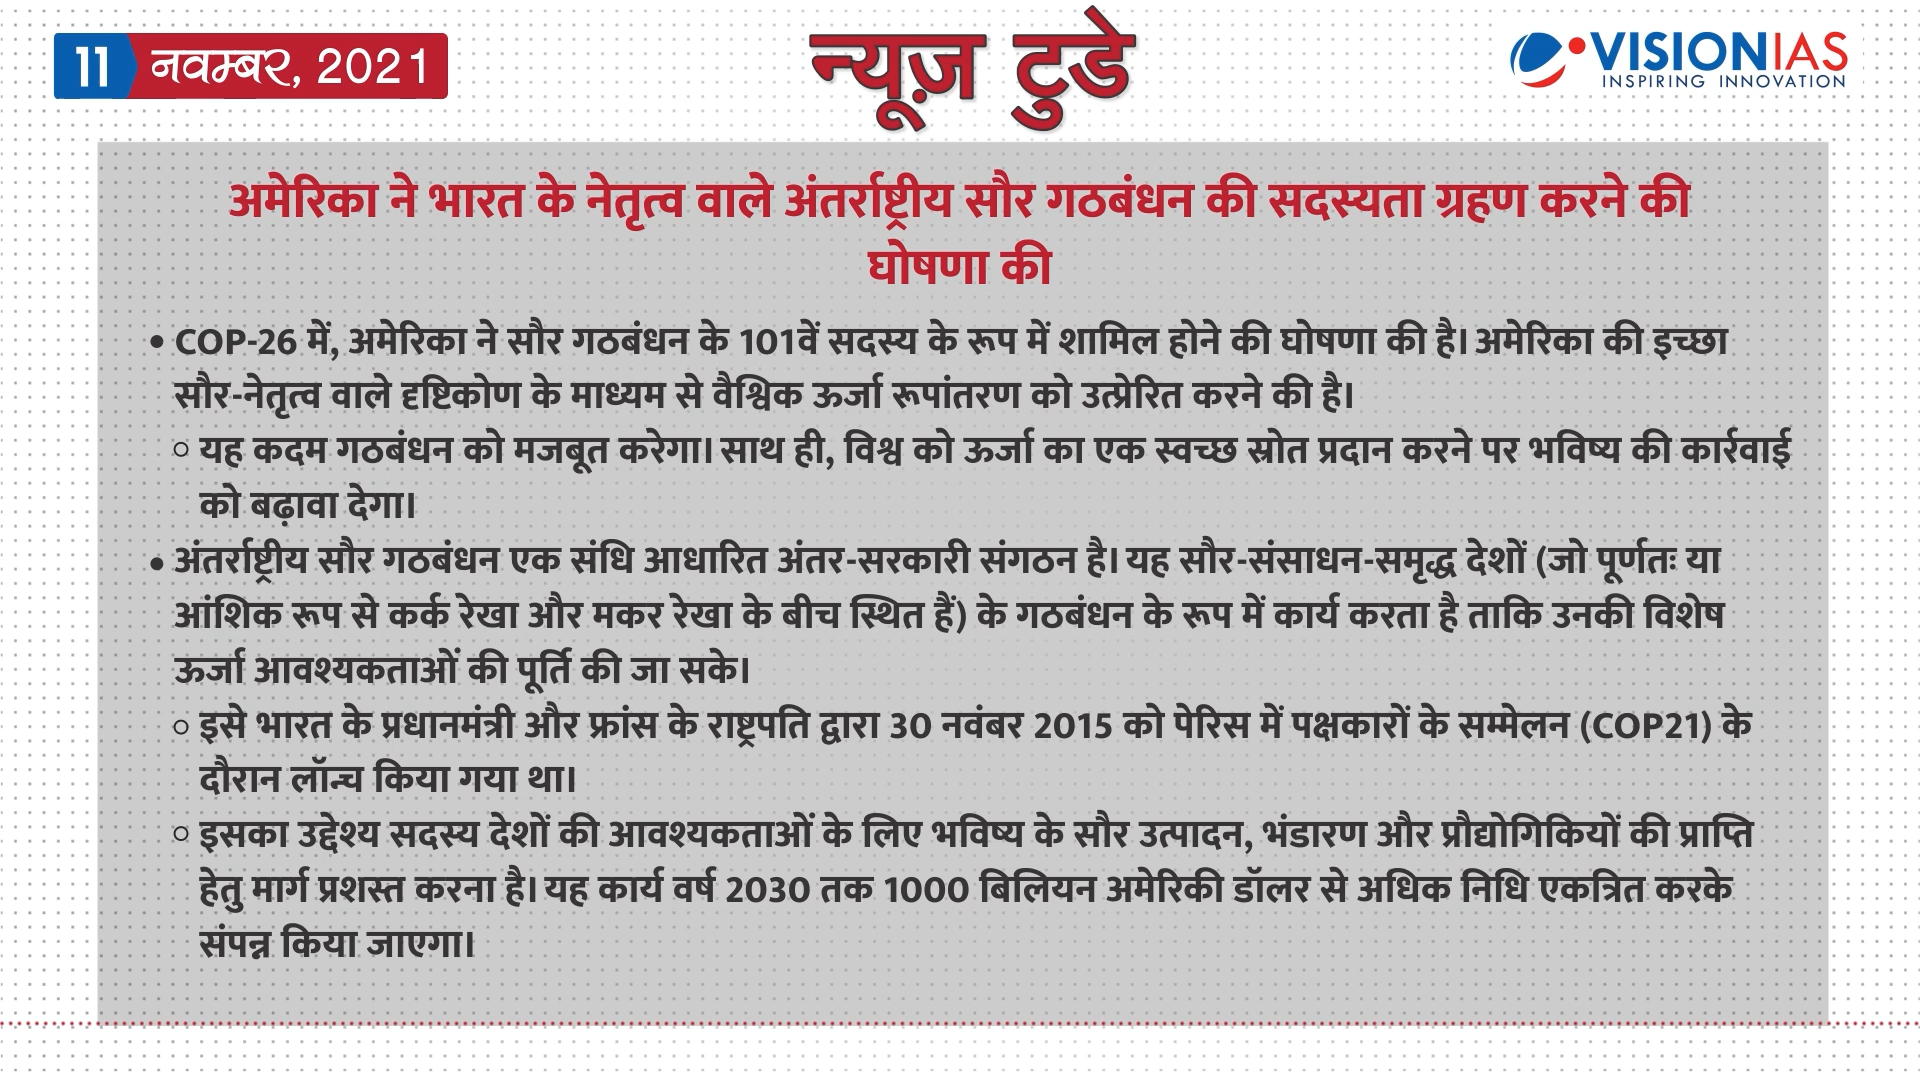 11 नवम्बर, 2021
न्यूज़ टुडे
VISIONIAS
INSPIRING INNOVATION
अमेरिका ने भारत के नेतृत्व वाले अंतर्राष्ट्रीय सौर गठबंधन की सदस्यता ग्रहण करने की
घोषणा की
• COP-26 में, अमेरिका ने सौर गठबंधन के 101वें सदस्य के रूप में शामिल होने की घोषणा की है। अमेरिका की इच्छा
सौर-नेतृत्व वाले दृष्टिकोण के माध्यम से वैश्विक ऊर्जा रूपांतरण को उत्प्रेरित करने की है।
○ यह कदम गठबंधन को मजबूत करेगा। साथ ही, विश्व को ऊर्जा का एक स्वच्छ स्रोत प्रदान करने पर भविष्य की कार्रवाई
को बढ़ावा देगा।
• अंतर्राष्ट्रीय सौर गठबंधन एक संधि आधारित अंतर-सरकारी संगठन है। यह सौर-संसाधन-समृद्ध देशों (जो पूर्णतः या
आंशिक रूप से कर्क रेखा और मकर रेखा के बीच स्थित हैं) के गठबंधन के रूप में कार्य करता है ताकि उनकी विशेष
ऊर्जा आवश्यकताओं की पूर्ति की जा सके।
○ इसे भारत के प्रधानमंत्री और फ्रांस के राष्ट्रपति द्वारा 30 नवंबर 2015 को पेरिस में पक्षकारों के सम्मेलन (COP21) के
दौरान लॉन्च किया गया था।
○ इसका उद्देश्य सदस्य देशों की आवश्यकताओं के लिए भविष्य के सौर उत्पादन, भंडारण और प्रौद्योगिकियों की प्राप्ति
हेतु मार्ग प्रशस्त करना है। यह कार्य वर्ष 2030 तक 1000 बिलियन अमेरिकी डॉलर से अधिक निधि एकत्रित करके
संपन्न किया जाएगा।